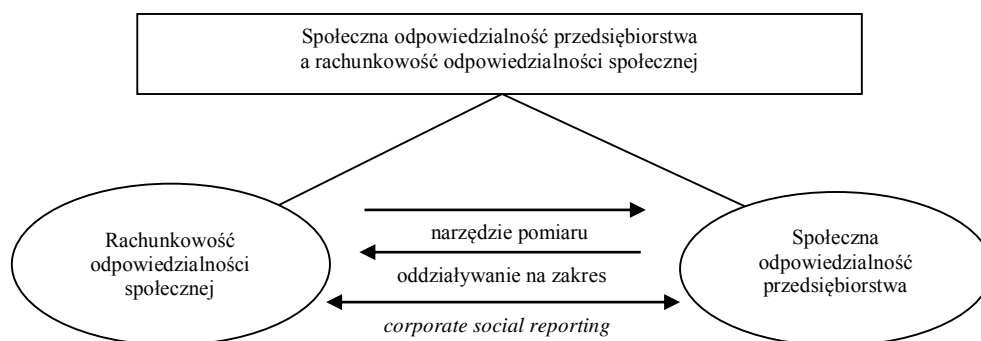 Społeczna odpowiedzialność przedsiębiorstwa
a rachunkowość odpowiedzialności społecznej
Rachunkowość
odpowiedzialności
społecznej
narzędzie pomiaru
oddziaływanie na zakres
corporate social reporting
Społeczna
odpowiedzialność
przedsiębiorstwa